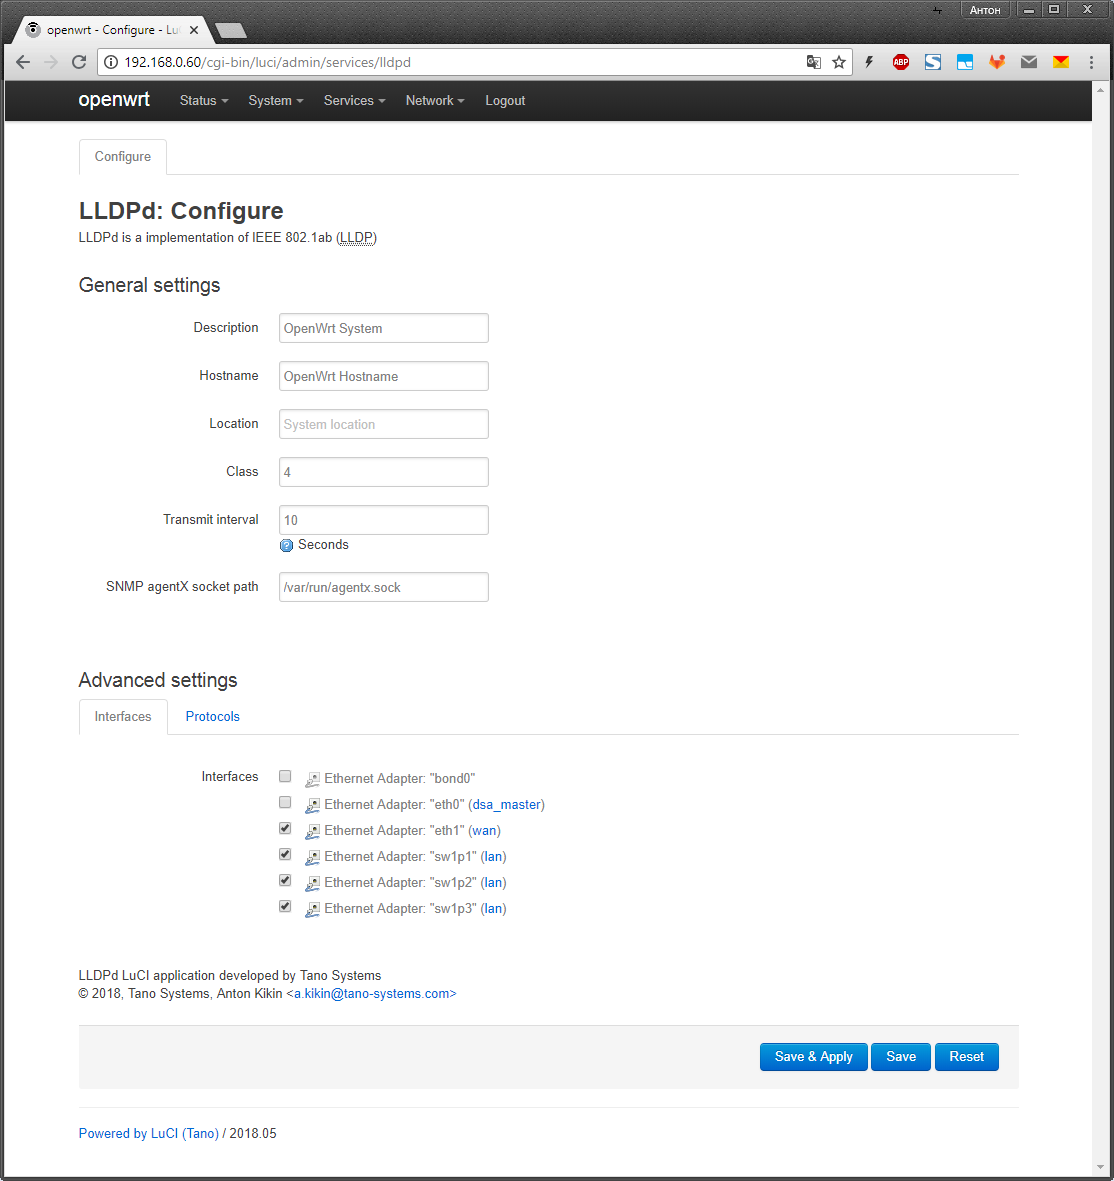 Антон
openwrt - Configure - Lu
192.168.0.60/cgi-bin/luci/admin/services/lldpd
ABP
openwrt Status System Services Network Logout
Configure
LLDPd: Configure
LLDPd is a implementation of IEEE 802.1ab (LLDP)
General settings
Description OpenWrt System
Hostname OpenWrt Hostname
Location System location
Class 4
Transmit interval 10
Seconds
SNMP agentX socket path /var/run/agentx.sock
Advanced settings
Interfaces Protocols
Interfaces Ethernet Adapter: "bond0"
Ethernet Adapter: "eth0" (dsa_master)
Ethernet Adapter: "eth1" (wan)
Ethernet Adapter: "sw1p1" (lan)
Ethernet Adapter: "sw1p2" (lan)
Ethernet Adapter: "sw1p3" (lan)
LLDPd LuCI application developed by Tano Systems
© 2018, Tano Systems, Anton Kikin <a.kikin@tano-systems.com>
Save & Apply Save Reset
Powered by LuCI (Tano) / 2018.05